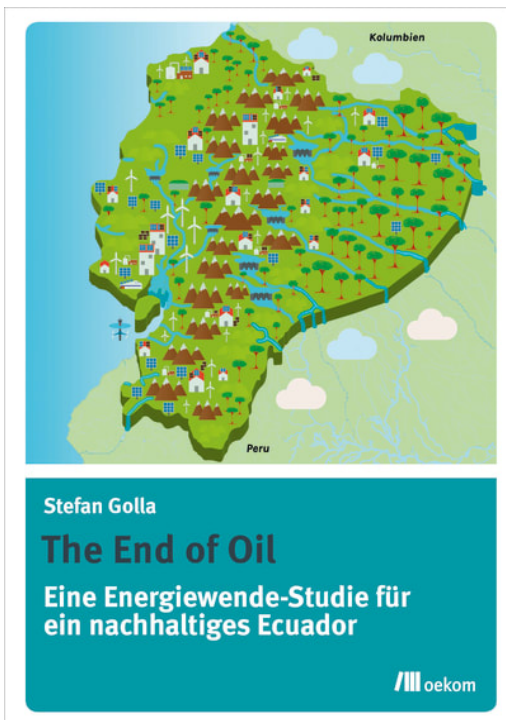 Kolumbien
Peru
Stefan Golla
The End of Oil
Eine Energiewende-Studie für
ein nachhaltiges Ecuador
oekom